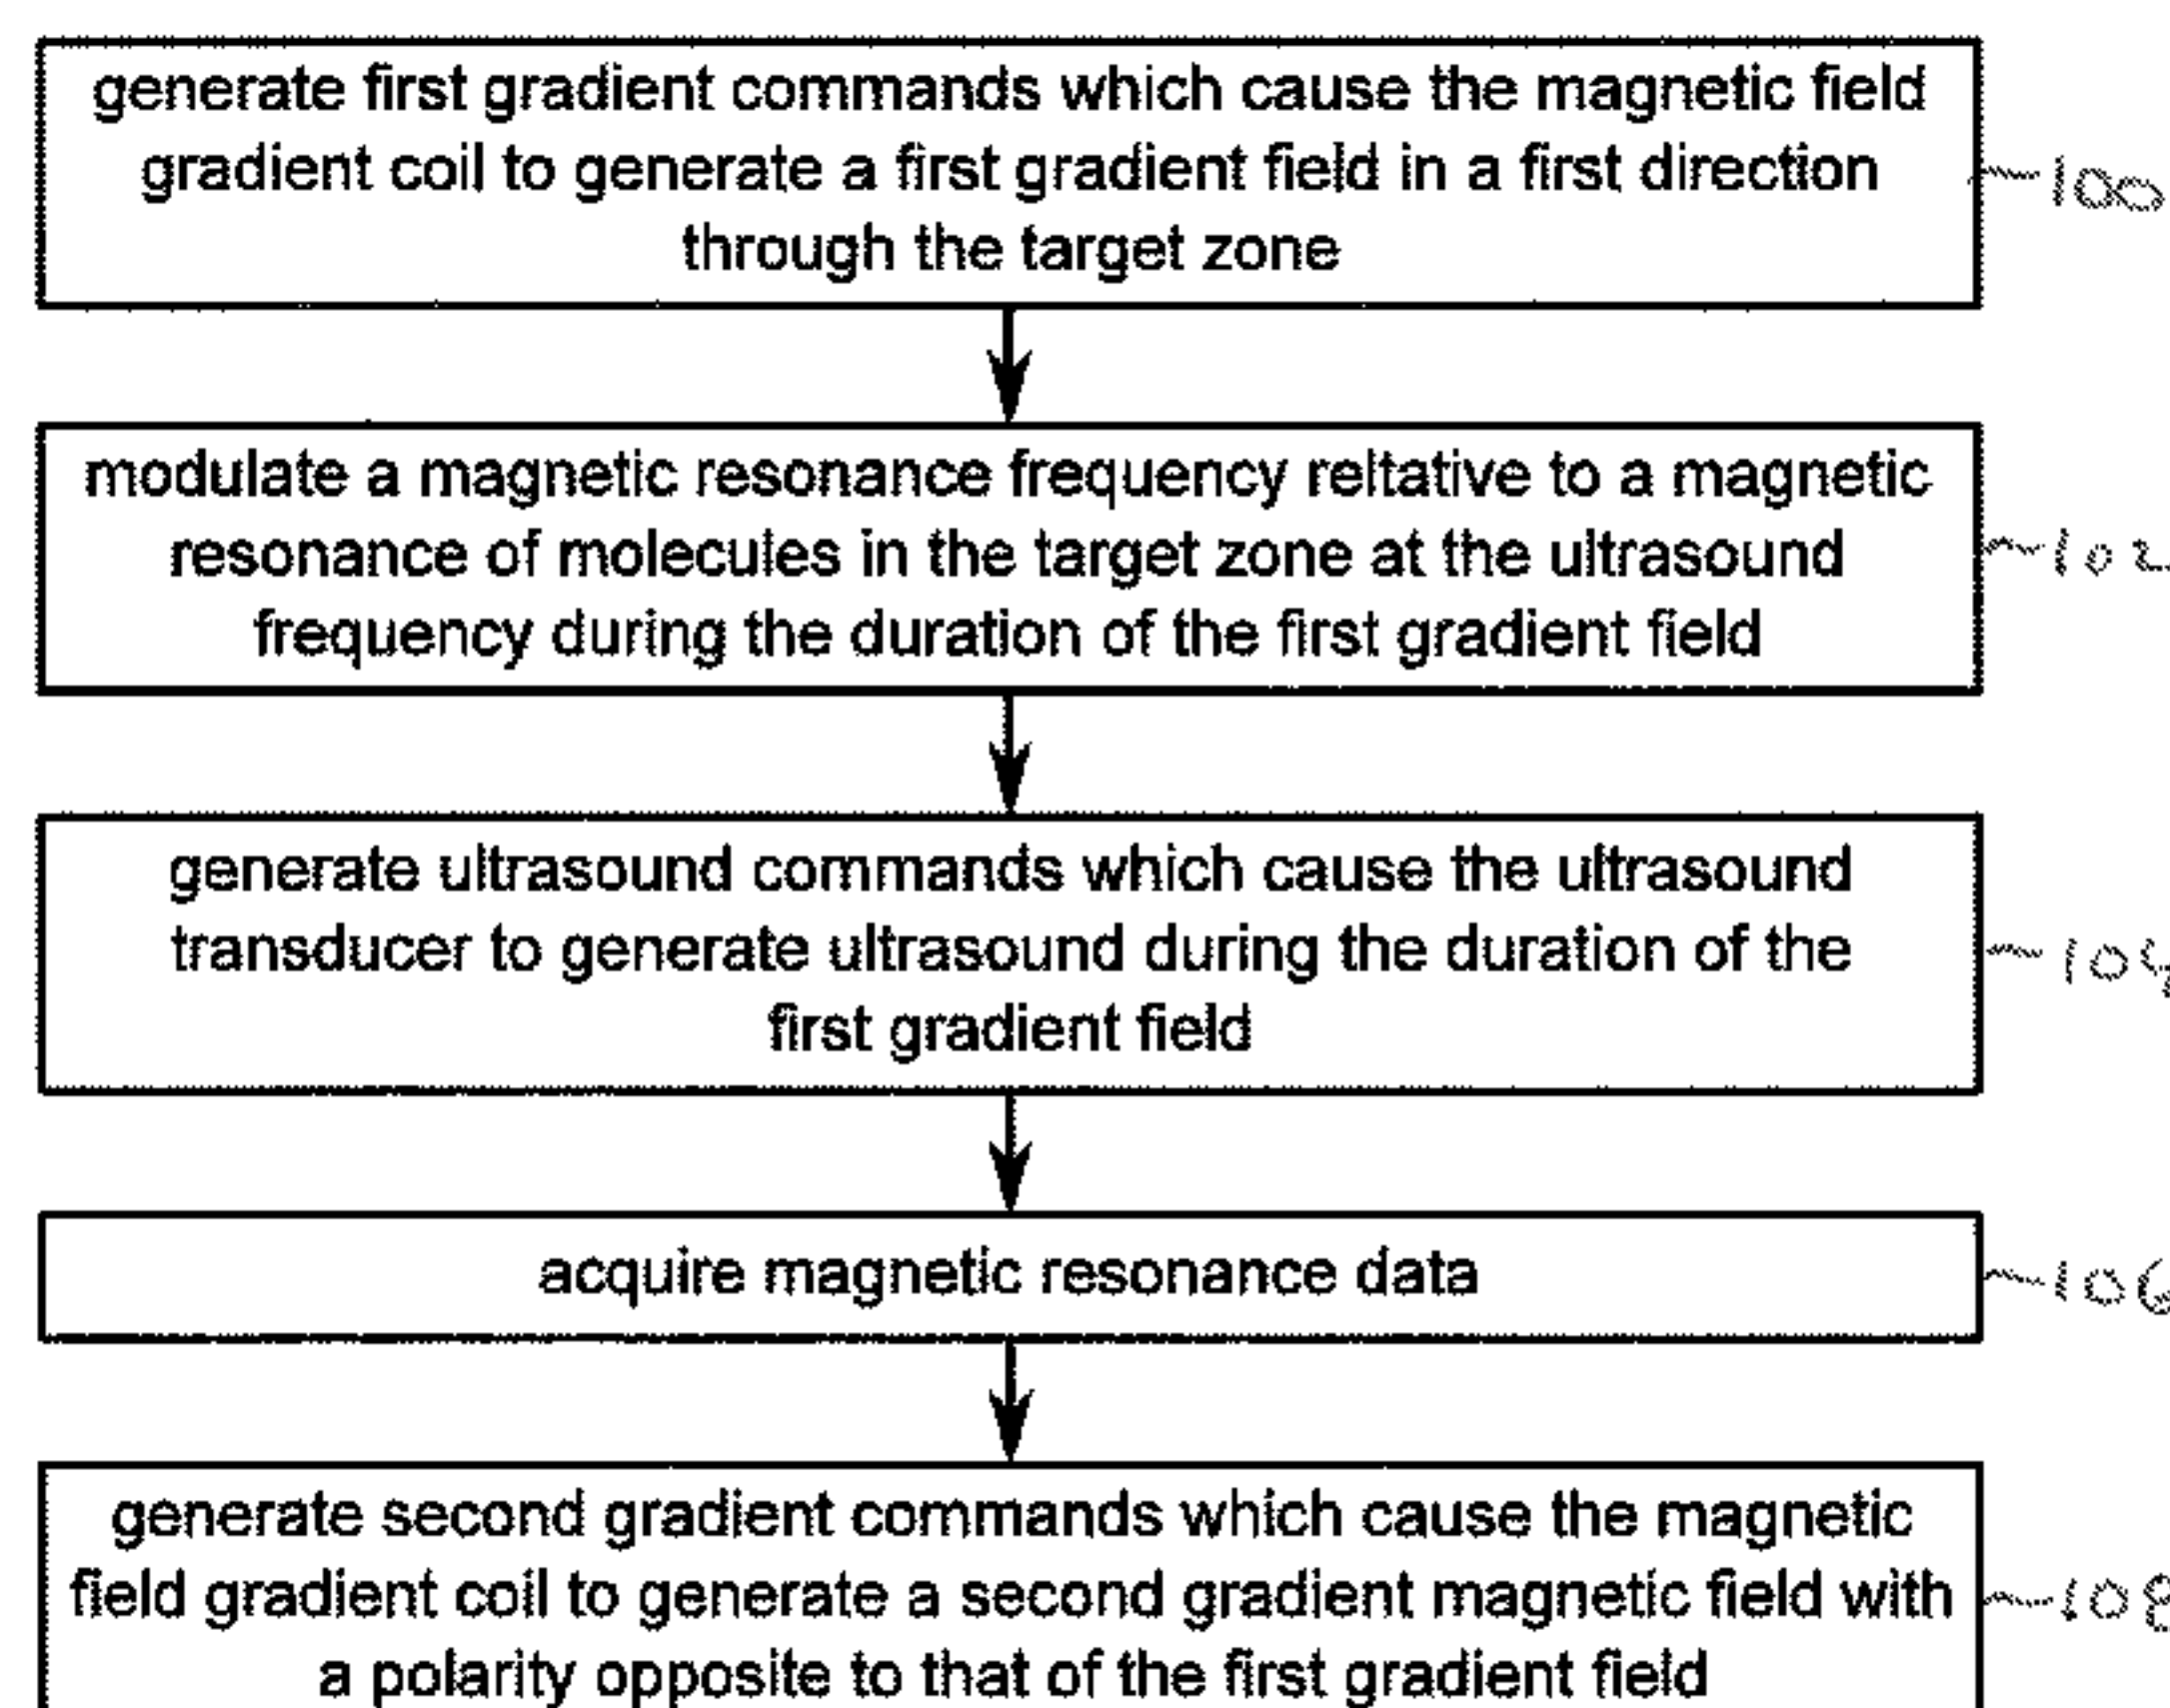 generate first gradient commands which cause the magnetic field
gradient coil to generate a first gradient field in a first direction
through the target zone
100
modulate a magnetic resonance frequency reltative to a magnetic
resonance of molecules in the target zone at the ultrasound
frequency during the duration of the first gradient field
102
generate ultrasound commands which cause the ultrasound
transducer to generate ultrasound during the duration of the
first gradient field
104
acquire magnetic resonance data
106
generate second gradient commands which cause the magnetic
field gradient coil to generate a second gradient magnetic field with
a polarity opposite to that of the first gradient field
108